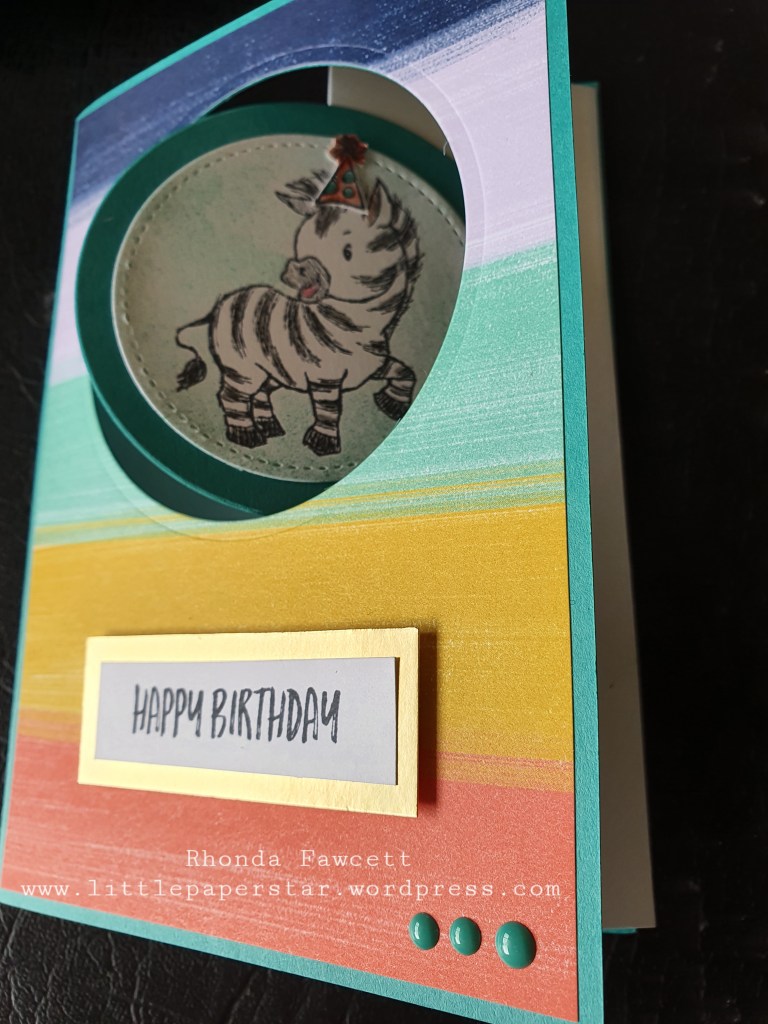 HAPPY BIRTHDAY
Rhonda Fawcett
www.littlepaperstar.wordpress.com